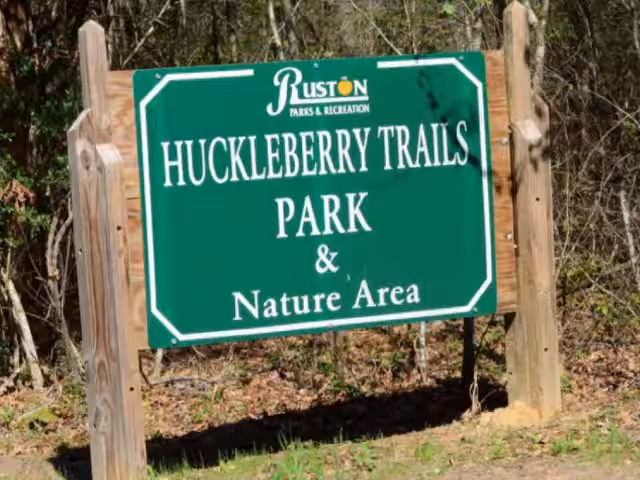 RUSTON
PARKS & RECREATION
HUCKLEBERRY TRAILS
PARK
&
Nature Area